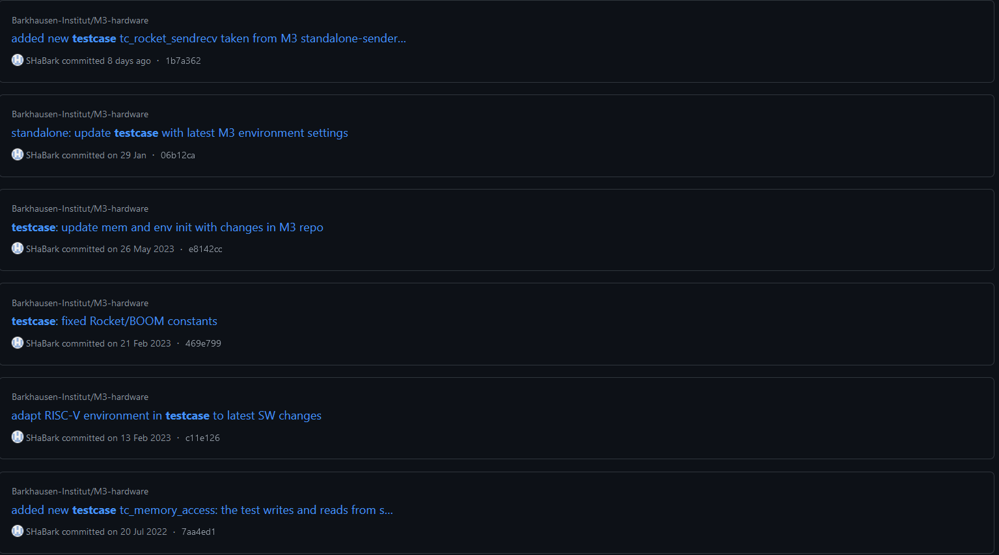 Barkhausen-Institut/M3-hardware
added new testcase tc_rocket_sendrecv taken from M3 standalone-sender...
SHaBark committed 8 days ago · 1b7a362
Barkhausen-Institut/M3-hardware
standalone: update testcase with latest M3 environment settings
SHaBark committed on 29 Jan · 06b12ca
Barkhausen-Institut/M3-hardware
testcase: update mem and env init with changes in M3 repo
SHaBark committed on 26 May 2023 · e8142cc
Barkhausen-Institut/M3-hardware
testcase: fixed Rocket/BOOM constants
SHaBark committed on 21 Feb 2023 · 469e799
Barkhausen-Institut/M3-hardware
adapt RISC-V environment in testcase to latest SW changes
SHaBark committed on 13 Feb 2023 · c11e126
Barkhausen-Institut/M3-hardware
added new testcase tc_memory_access: the test writes and reads from s...
SHaBark committed on 20 Jul 2022 · 7aa4ed1